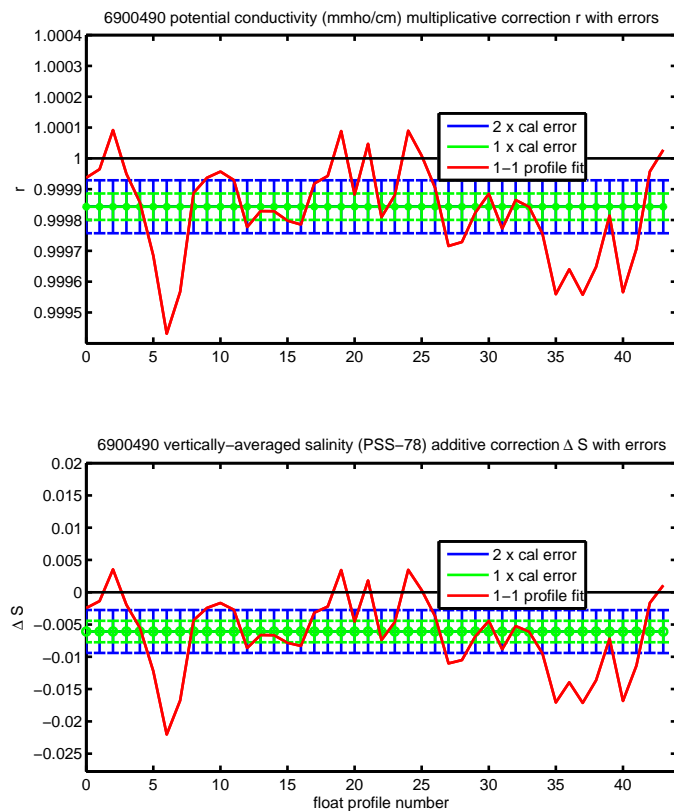 6900490 potential conductivity (mmho/cm) multiplicative correction r with errors
1.0004
1.0003
1.0002
1.0001
1
0.9999
0.9998
0.9997
0.9996
0.9995
r
2 x cal error
1 x cal error
1−1 profile fit
0 5 10 15 20 25 30 35 40
6900490 vertically−averaged salinity (PSS−78) additive correction Δ S with errors
0.02
0.015
0.01
0.005
0
−0.005
−0.01
−0.015
−0.02
−0.025
Δ S
2 x cal error
1 x cal error
1−1 profile fit
0 5 10 15 20 25 30 35 40
float profile number